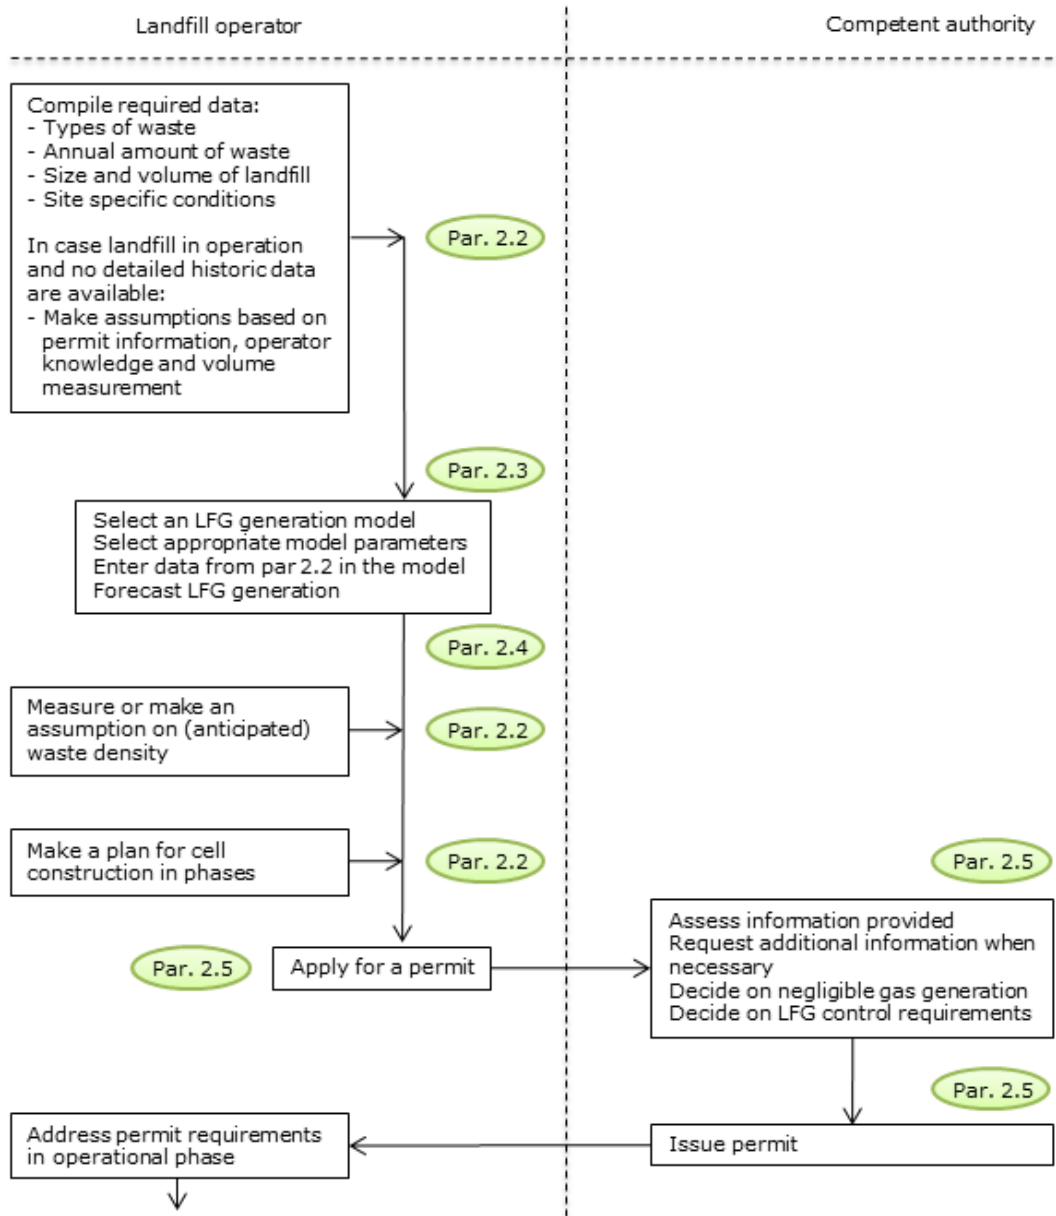 Landfill operator
Competent authority
Compile required data:
- Types of waste
- Annual amount of waste
- Size and volume of landfill
- Site specific conditions
In case landfill in operation
and no detailed historic data
are available:
- Make assumptions based on
permit information, operator
knowledge and volume
measurement
Par. 2.2
Par. 2.3
Select an LFG generation model
Select appropriate model parameters
Enter data from par 2.2 in the model
Forecast LFG generation
Par. 2.4
Measure or make an
assumption on (anticipated)
waste density
Par. 2.2
Make a plan for cell
construction in phases
Par. 2.2
Par. 2.5
Apply for a permit
Par. 2.5
Assess information provided
Request additional information when
necessary
Decide on negligible gas generation
Decide on LFG control requirements
Par. 2.5
Issue permit
Address permit requirements
in operational phase